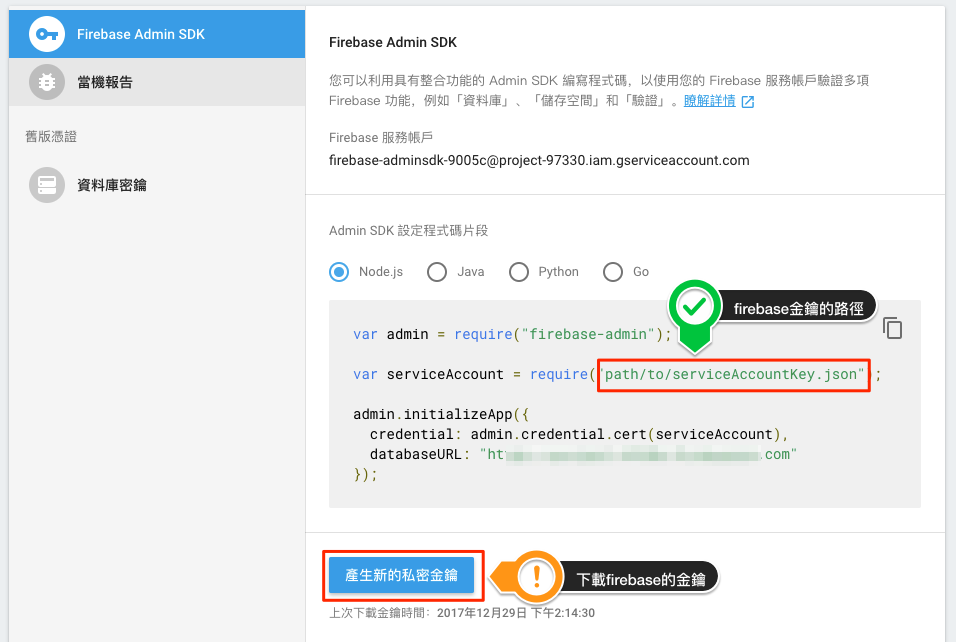 Firebase Admin SDK
當機報告
舊版憑證
資料庫密鑰
Firebase Admin SDK
您可以利用具有整合功能的 Admin SDK 編寫程式碼，以使用您的 Firebase 服務帳戶驗證多項
Firebase 功能，例如「資料庫」、「儲存空間」和「驗證」。瞭解詳情
Firebase 服務帳戶
firebase-adminsdk-9005c@project-97330.iam.gserviceaccount.com
Admin SDK 設定程式碼片段
Node.js Java Python Go
firebase金鑰的路徑
var admin = require("firebase-admin");
var serviceAccount = require("path/to/serviceAccountKey.json");
admin.initializeApp({
credential: admin.credential.cert(serviceAccount),
databaseURL: "ht .com"
});
產生新的私密金鑰
下載firebase的金鑰
上次下載金鑰時間：2017年12月29日 下午2:14:30